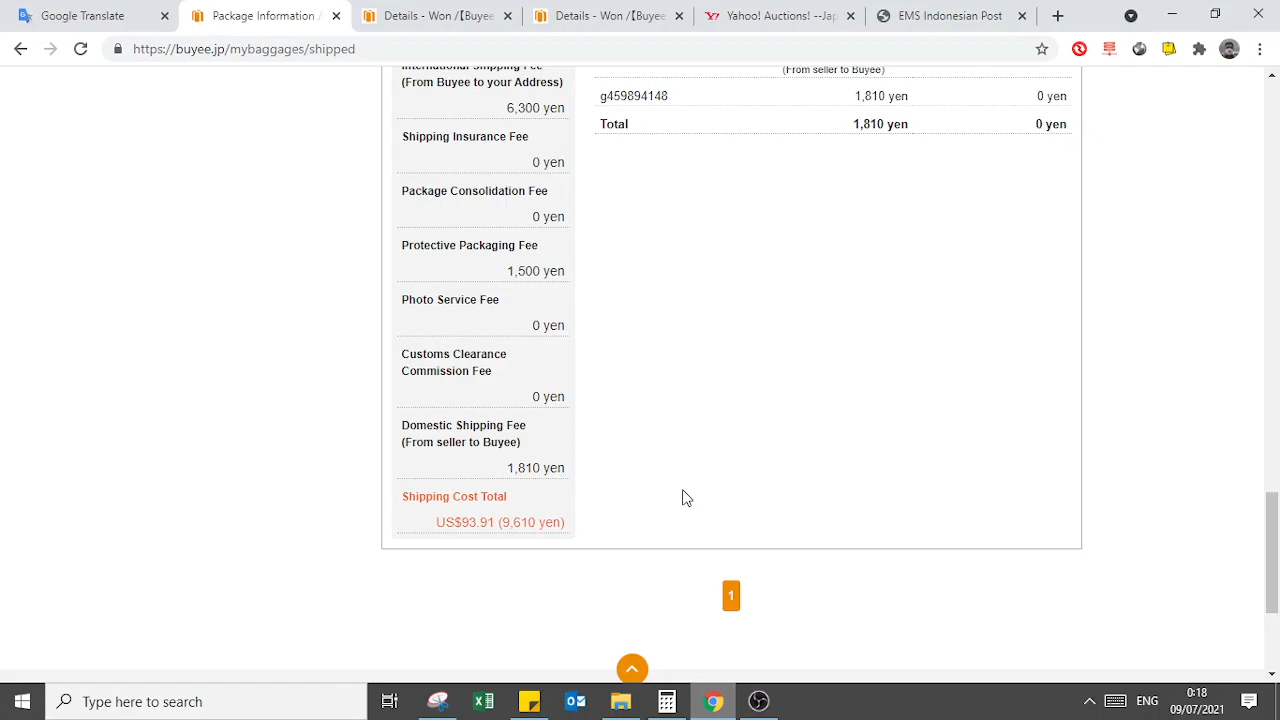 Google Translate
Package Information /
Details - Won /【Buyee
Details - Won /【Buyee
Yahoo! Auctions! --Jap
MS Indonesian Post
https://buyee.jp/mybaggages/shipped
International Shipping Fee
(From Buyee to your Address)
6,300 yen
Shipping Insurance Fee
0 yen
Package Consolidation Fee
0 yen
Protective Packaging Fee
1,500 yen
Photo Service Fee
0 yen
Customs Clearance
Commission Fee
0 yen
Domestic Shipping Fee
(From seller to Buyee)
1,810 yen
Shipping Cost Total
US$93.91 (9,610 yen)
(From seller to Buyee)
g459894148 1,810 yen 0 yen
Total 1,810 yen 0 yen
1
Type here to search
ENG
0:18
09/07/2021